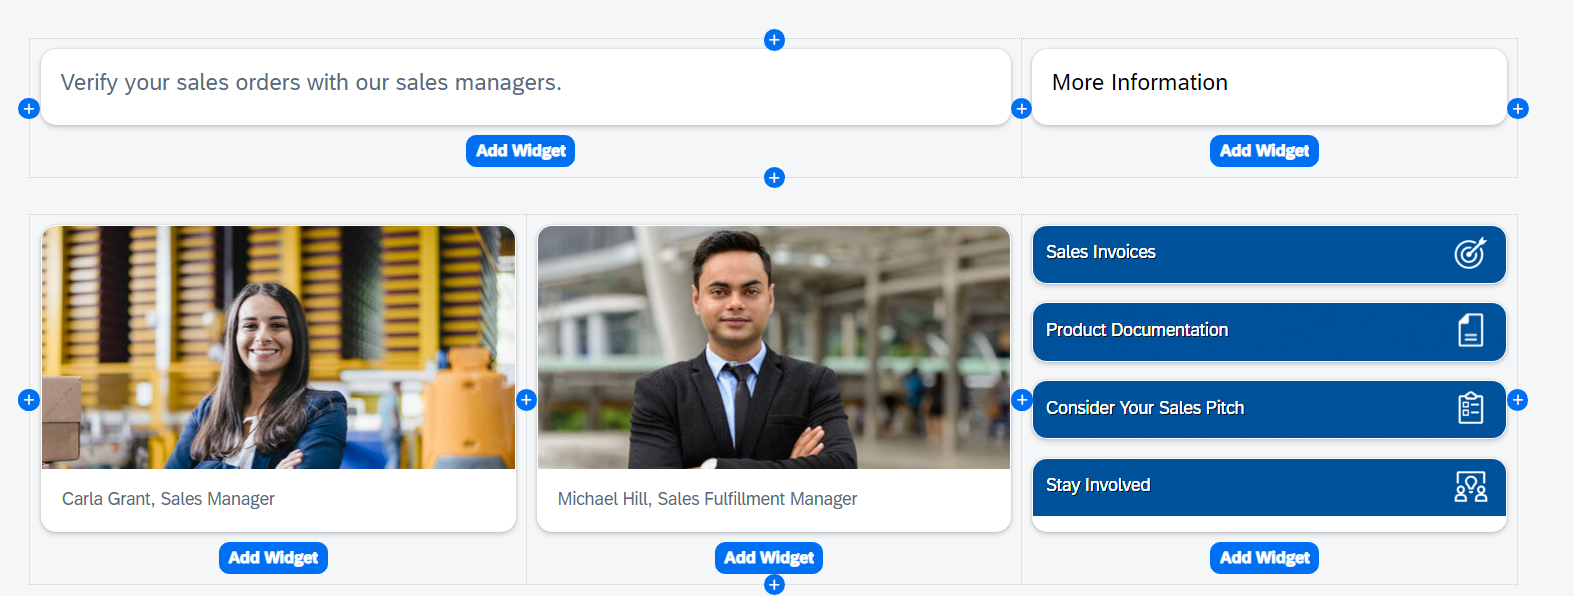 Verify your sales orders with our sales managers.
More Information
Add Widget
Add Widget
Carla Grant, Sales Manager
Add Widget
Michael Hill, Sales Fulfillment Manager
Add Widget
Sales Invoices
Product Documentation
Consider Your Sales Pitch
Stay Involved
Add Widget